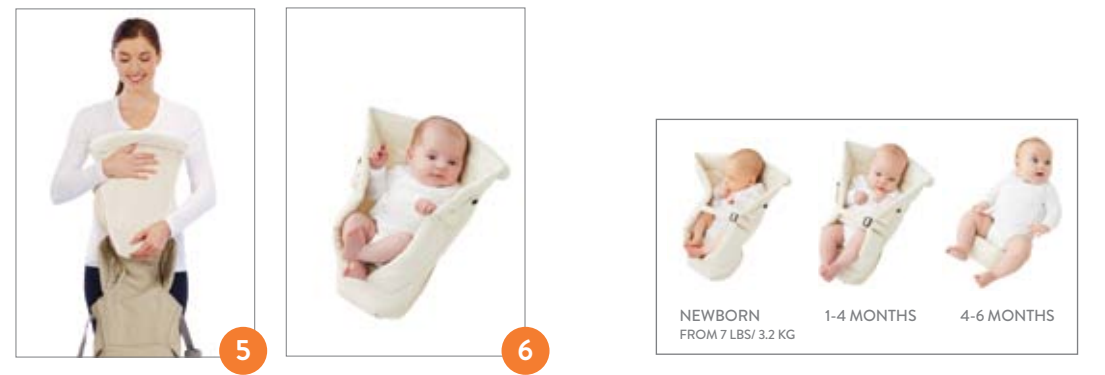 5
6
NEWBORN
FROM 7 LBS/ 3.2 KG
1-4 MONTHS
4-6 MONTHS